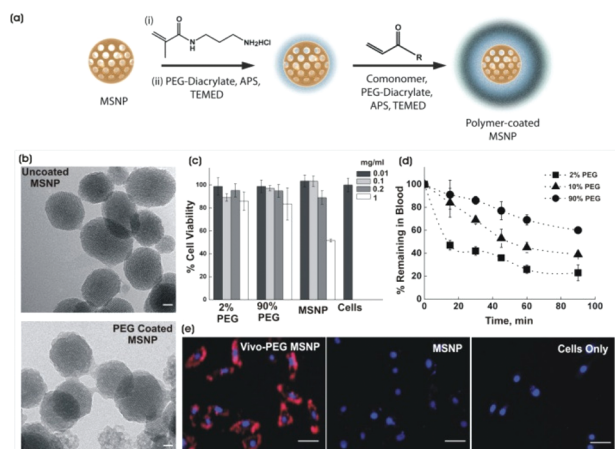 (a)
(i)
O
N
H
NH2HCl
(ii) PEG-Diacrylate, APS,
TEMED
MSNP
O
R
Comonomer,
PEG-Diacrylate,
APS, TEMED
Polymer-coated
MSNP
(b)
Uncoated
MSNP
PEG Coated
MSNP
(c)
mg/ml
0.01
0.1
0.2
1
% Cell Viability
100
80
60
40
20
0
2%
PEG
90%
PEG
MSNP
Cells
(d)
2% PEG
10% PEG
90% PEG
% Remaining in Blood
120
100
80
60
40
20
0
0
20
40
60
80
100
Time, min
(e)
Vivo-PEG MSNP
MSNP
Cells Only